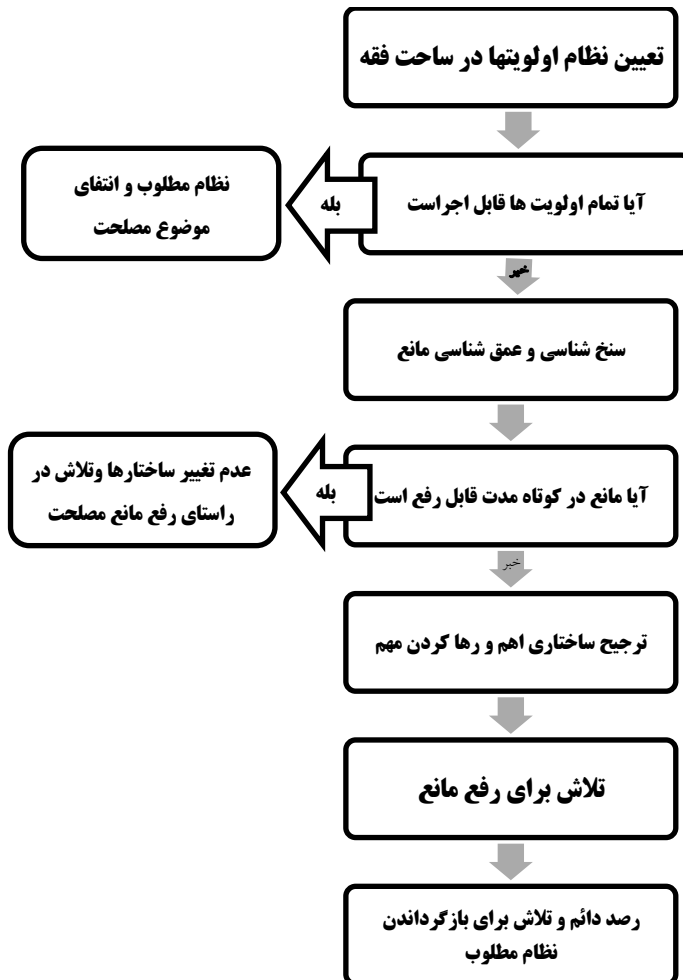 تعیین نظام اولویتها در ساحت فقه
آیا تمام اولویت ها قابل اجراست
بله
نظام مطلوب و انتفای
موضوع مصلحت
خیر
سنخ شناسی و عمق شناسی مانع
آیا مانع در کوتاه مدت قابل رفع است
بله
عدم تغییر ساختارها وتلاش در
راستای رفع مانع مصلحت
خیر
ترجیح ساختاری اهم و رها کردن مهم
تلاش برای رفع مانع
رصد دائم و تلاش برای بازگرداندن
نظام مطلوب